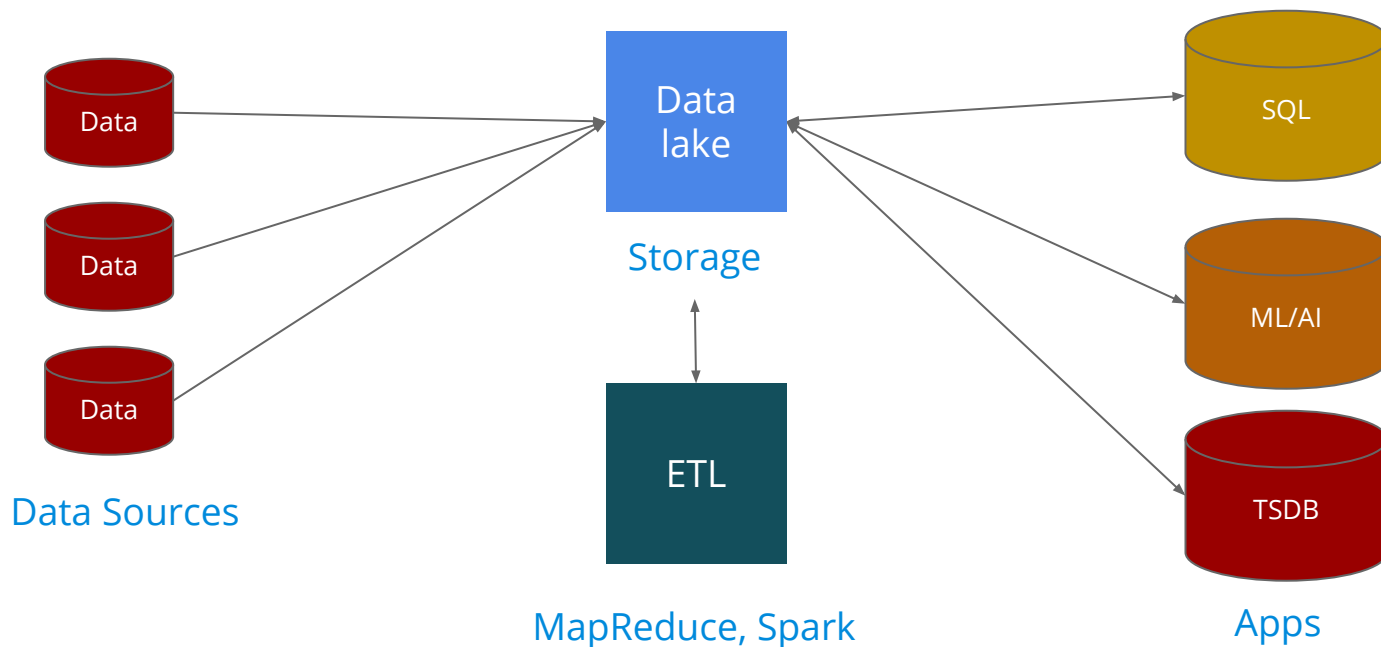 Data
Data
Data
Data Sources
Data
lake
Storage
ETL
MapReduce, Spark
SQL
ML/AI
TSDB
Apps